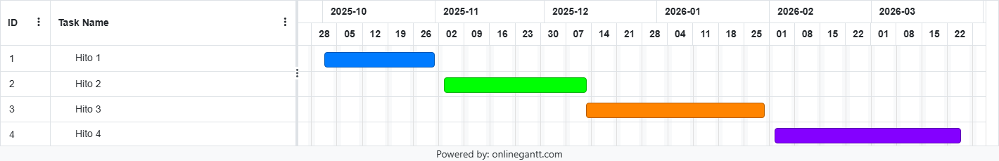 ID Task Name 2025-10 2025-11 2025-12 2026-01 2026-02 2026-03
28 05 12 19 26 02 09 16 23 30 07 14 21 28 04 11 18 25 01 08 15 22 01 08 15 22
1 Hito 1
2 Hito 2
3 Hito 3
4 Hito 4
Powered by: onlinegantt.com